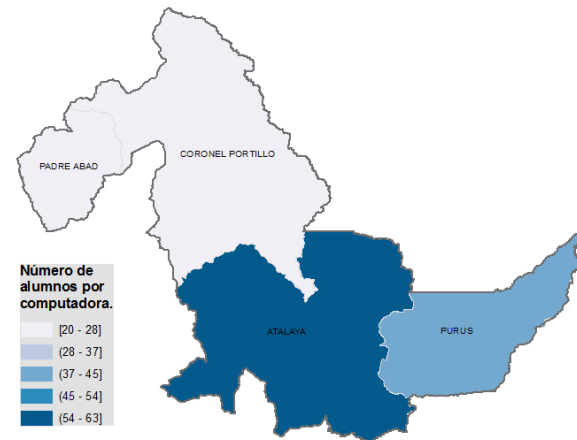 PADRE ABAD
CORONEL PORTILLO
ATALAYA
PURUS
Número de
alumnos por
computadora.
[20 - 28]
(28 - 37]
(37 - 45]
(45 - 54]
(54 - 63]